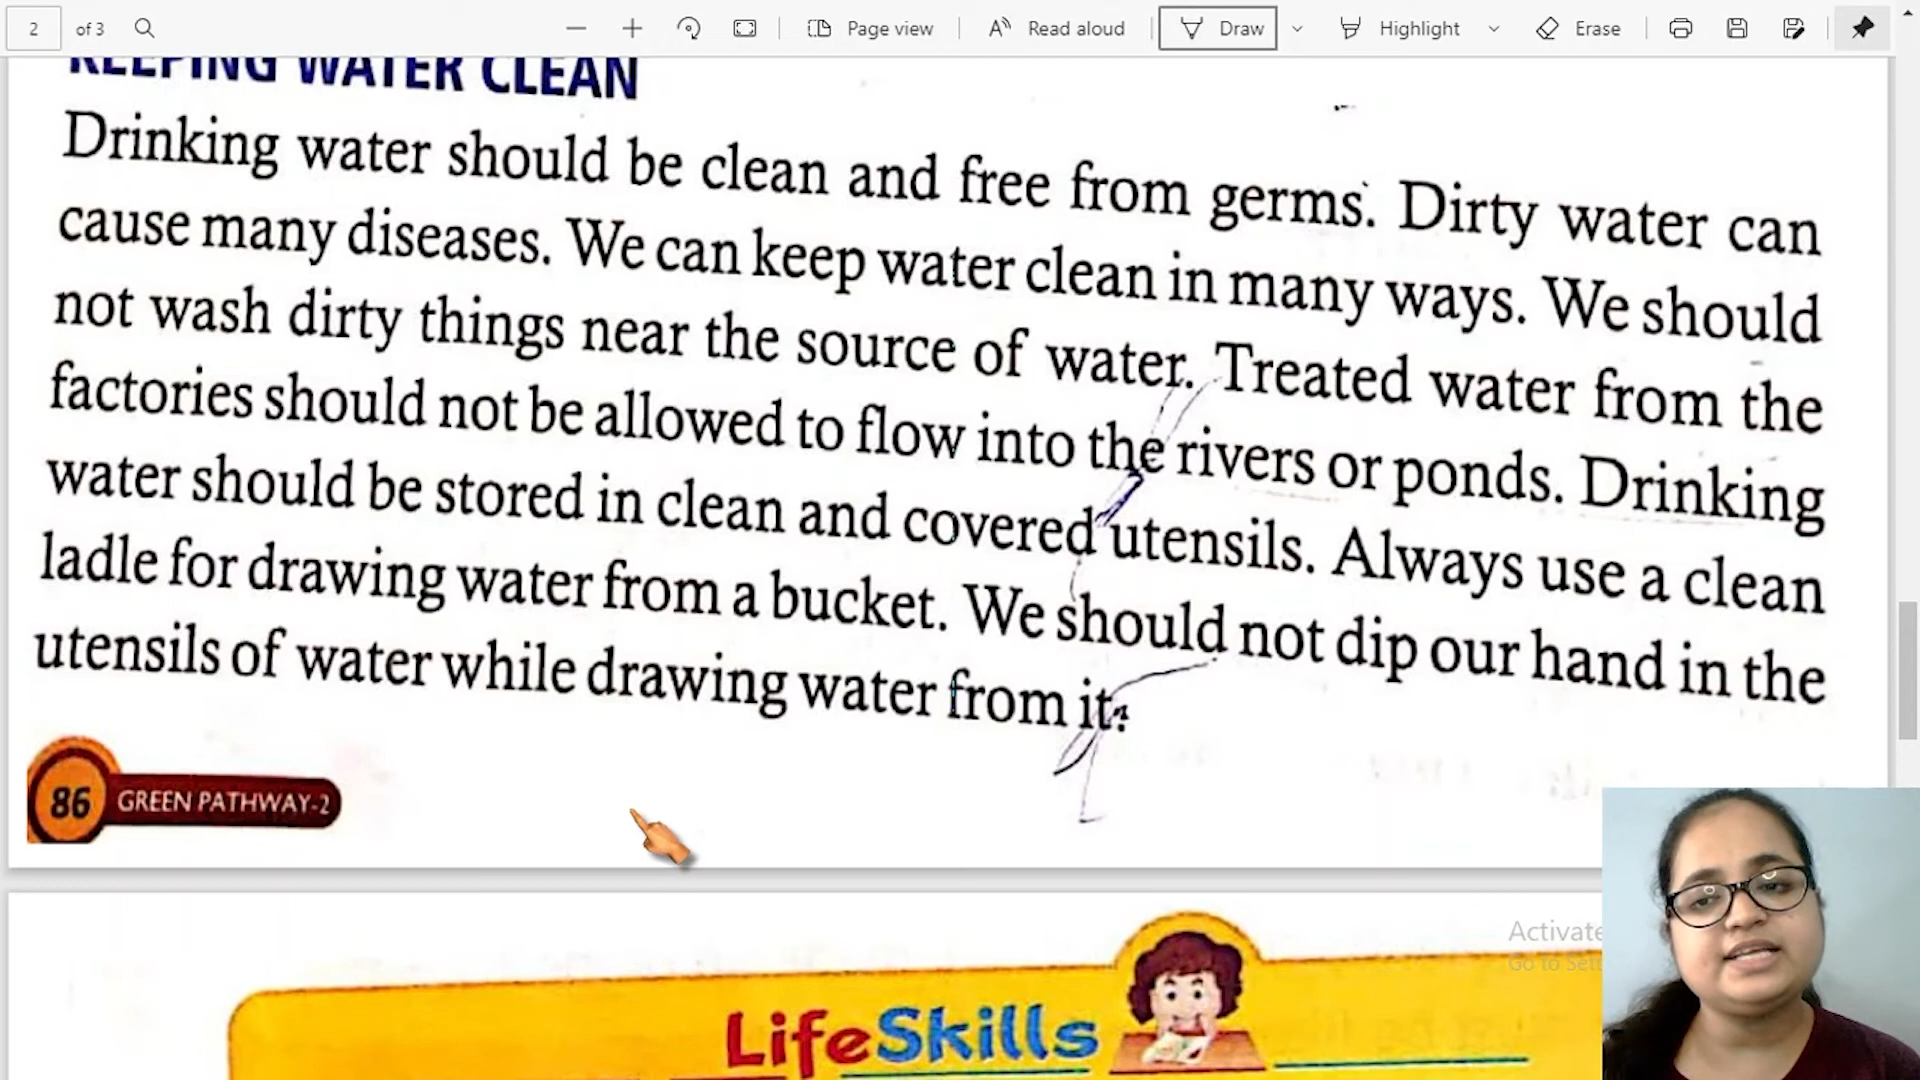 2 of 3 Page view Read aloud Draw Highlight Erase
KEEPING WATER CLEAN
Drinking water should be clean and free from germs. Dirty water can
cause many diseases. We can keep water clean in many ways. We should
not wash dirty things near the source of water. Treated water from the
factories should not be allowed to flow into the rivers or ponds. Drinking
water should be stored in clean and covered utensils. Always use a clean
ladle for drawing water from a bucket. We should not dip our hand in the
utensils of water while drawing water from it.
86 GREEN PATHWAY-2
Activate
Go to Sett
LifeSkills